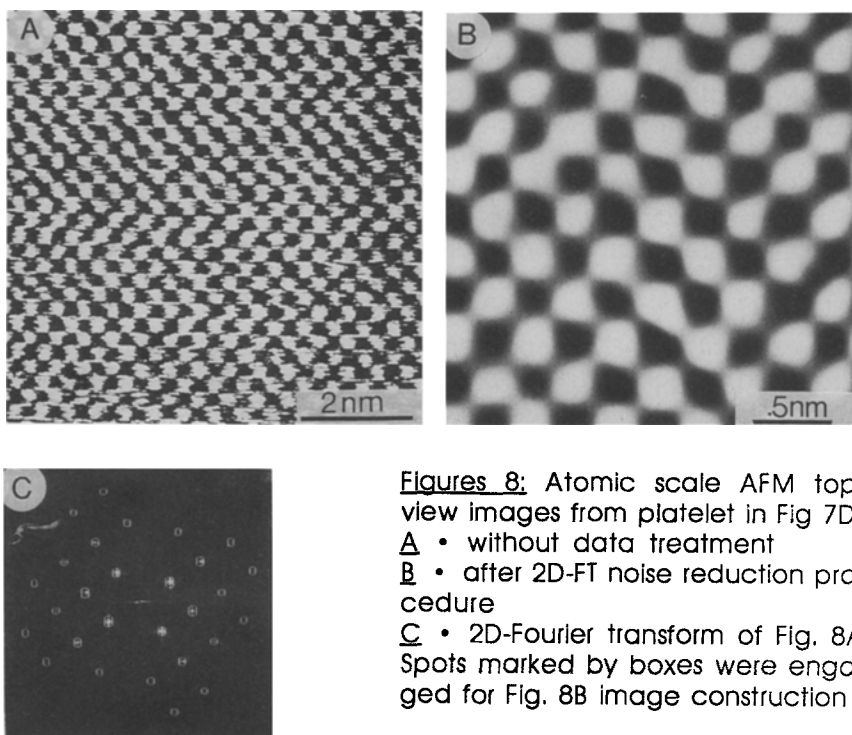 A
B
2nm
.5nm
C
Figures 8: Atomic scale AFM top
view images from platelet in Fig 7D
A • without data treatment
B • after 2D-FT noise reduction pro
cedure
C • 2D-Fourier transform of Fig. 8A
Spots marked by boxes were enga
ged for Fig. 8B image construction